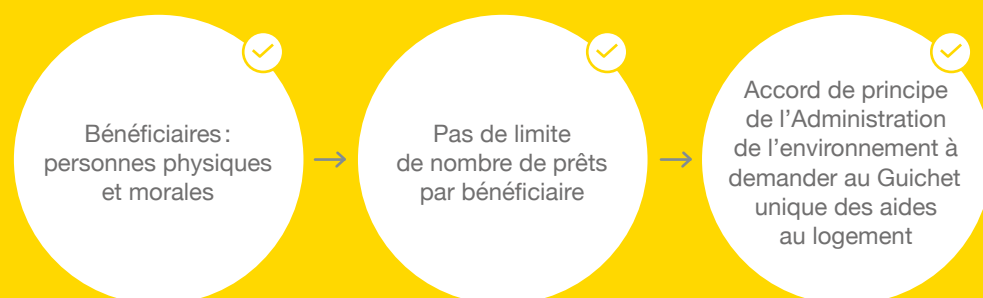 Bénéficiaires :
personnes physiques
et morales
Pas de limite
de nombre de prêts
par bénéficiaire
Accord de principe
de l’Administration
de l’environnement à
demander au Guichet
unique des aides
au logement